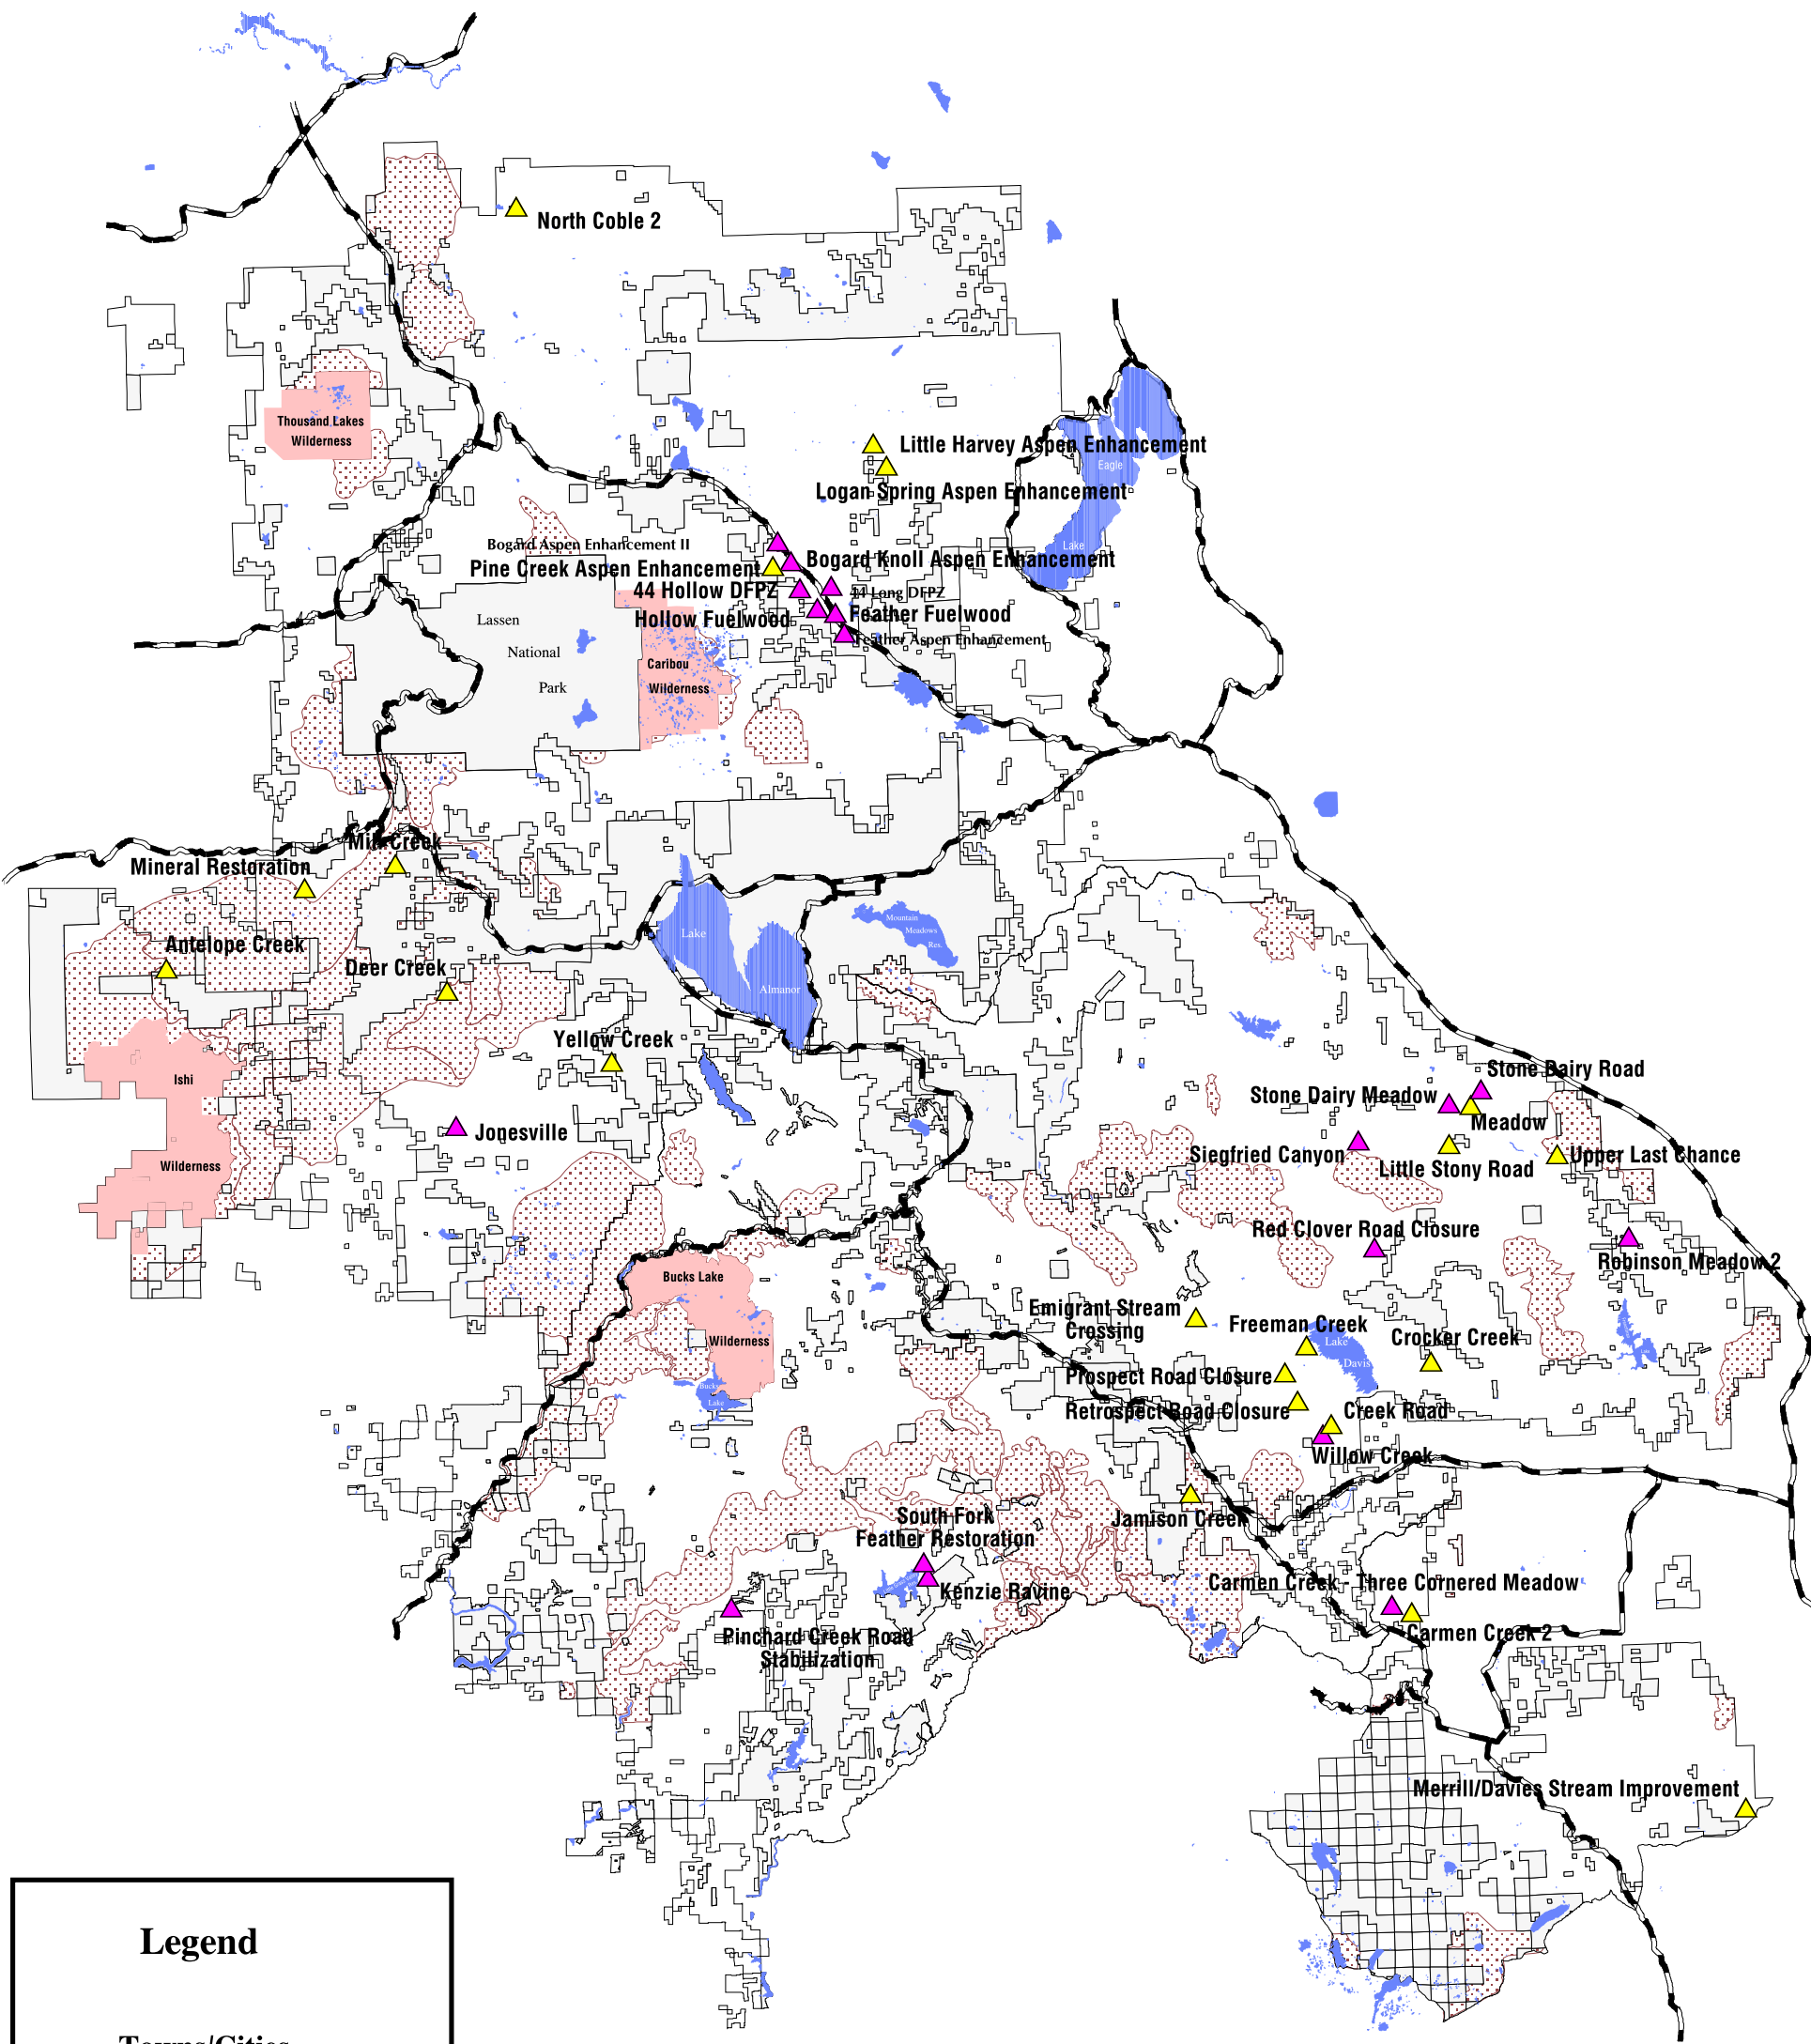 North Coble 2
Thousand Lakes
Wilderness
Little Harvey Aspen Enhancement
Eagle
Logan Spring Aspen Enhancement
Lake
Bogard Aspen Enhancement II
Bogard Knoll Aspen Enhancement
Pine Creek Aspen Enhancement
44 Hollow DFPZ
44 Long DFPZ
Hollow Fuelwood
Feather Fuelwood
Feather Aspen Enhancement
Lassen
National
Park
Caribou
Wilderness
Mill Creek
Mineral Restoration
Antelope Creek
Deer Creek
Lake
Almanor
Mountain
Meadows
Res.
Yellow Creek
Ishi
Wilderness
Jonesville
Stone Dairy Road
Stone Dairy Meadow
Meadow
Siegfried Canyon
Little Stony Road
Upper Last Chance
Red Clover Road Closure
Robinson Meadow 2
Bucks Lake
Wilderness
Bucks
Lake
Emigrant Stream
Crossing
Freeman Creek
Lake
Davis
Crocker Creek
Prospect Road Closure
Retrospect Road Closure
Creek Road
Willow Creek
Jamison Creek
South Fork
Feather Restoration
Kenzie Ravine
Pinchard Creek Road
Stabilization
Carmen Creek - Three Cornered Meadow
Carmen Creek 2
Merrill/Davies Stream Improvement
Legend
Towns/Cities